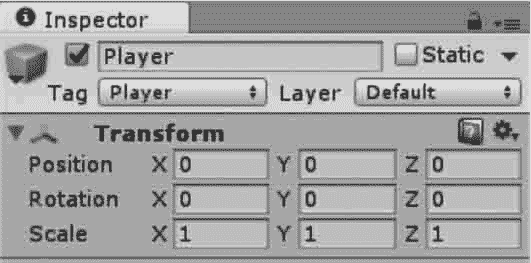 Inspector
Player Static
Tag Player Layer Default
Transform
Position X 0 Y 0 Z 0
Rotation X 0 Y 0 Z 0
Scale X 1 Y 1 Z 1